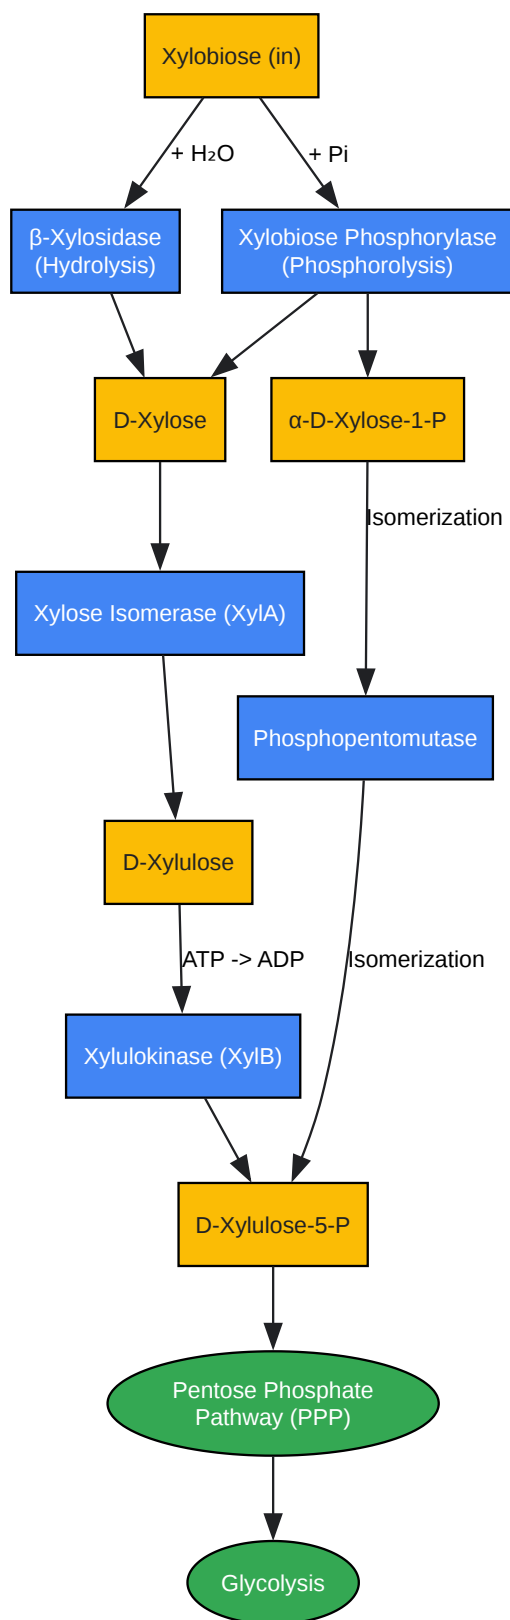 Xylobiose (in)
+ H₂O
+ Pi
β-Xylosidase
(Hydrolysis)
Xylobiose Phosphorylase
(Phosphorolysis)
D-Xylose
α-D-Xylose-1-P
Isomerization
Xylose Isomerase (XylA)
Phosphopentomutase
D-Xylulose
ATP -> ADP
Isomerization
Xylulokinase (XylB)
D-Xylulose-5-P
Pentose Phosphate
Pathway (PPP)
Glycolysis